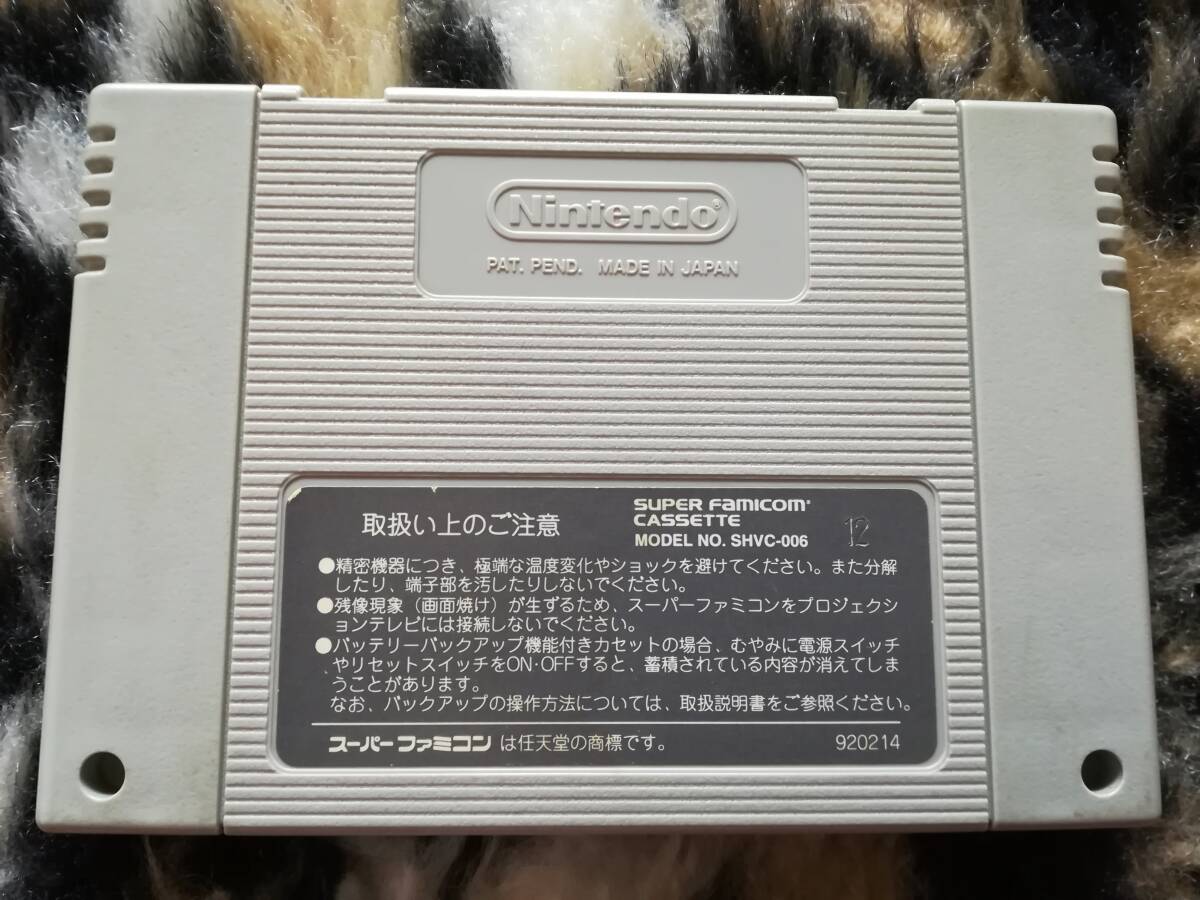 Nintendo®
PAT. PEND. MADE IN JAPAN
取扱い上のご注意
SUPER FAMICOM®
CASSETTE
MODEL NO. SHVC-006
12
●精密機器につき、極端な温度変化やショックを避けてください。また分解
したり、端子部を汚したりしないでください。
●残像現象（画面焼け）が生ずるため、スーパーファミコンをプロジェクシ
ョンテレビには接続しないでください。
●バッテリーバックアップ機能付きカセットの場合、むやみに電源スイッチ
やリセットスイッチをON・OFFすると、蓄積されている内容が消えてしま
うことがあります。
なお、バックアップの操作方法については、取扱説明書をご参照ください。
スーパーファミコンは任天堂の商標です。
920214